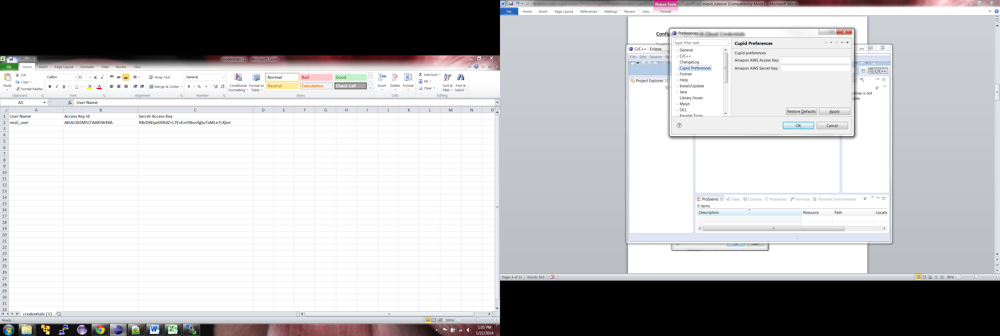 credentials (1) - Microsoft Excel
File Home Insert Page Layout Formulas Data Review View
Paste
Cut
Copy
Format Painter
Clipboard
Calibri 11
B I U
Font
Wrap Text
Merge & Center
Alignment
General
$ % ,
Number
Conditional Formatting
Format as Table
Normal Bad Good
Neutral Calculation Check Cell
Styles
Insert Delete Format
Cells
Σ AutoSum
Fill
Clear
Sort & Filter
Find & Select
Editing
A1 fx User Name
A B C D E F G H I J K L M N O
1 User Name Access Key Id Secret Access Key
2 nesii_user AKIAJ365M5JTAARIW4XA R8rDiNJye0SRdZ+L7EvEmYBwvfgSuTsMLe7cXjmi
3
4
5
6
7
8
9
10
11
12
13
14
15
16
17
18
19
20
21
22
23
24
25
26
27
28
29
30
31
32
credentials (1)
Ready 100%
1:05 PM
1/22/2014
Picture Tools
cupid_tutorial [Compatibility Mode] - Microsoft Word
File Home Insert Page Layout References Mailings Review View Format
Preferences
type filter text
General
C/C++
ChangeLog
Cupid Preferences
Fortran
Help
Install/Update
Java
Library Hover
Mylyn
OCL
Parallel Tools
Cupid Preferences
Cupid preferences
Amazon AWS Access Key:
Amazon AWS Secret Key:
Restore Defaults Apply
OK Cancel
C/C++ - Eclipse
File Edit Source
C/C++
Project Explorer
Problems Tasks Console Properties Terminal Remote Environments
0 items
Description Resource Path
OK Cancel
Page: 4 of 11 Words: 915 90%